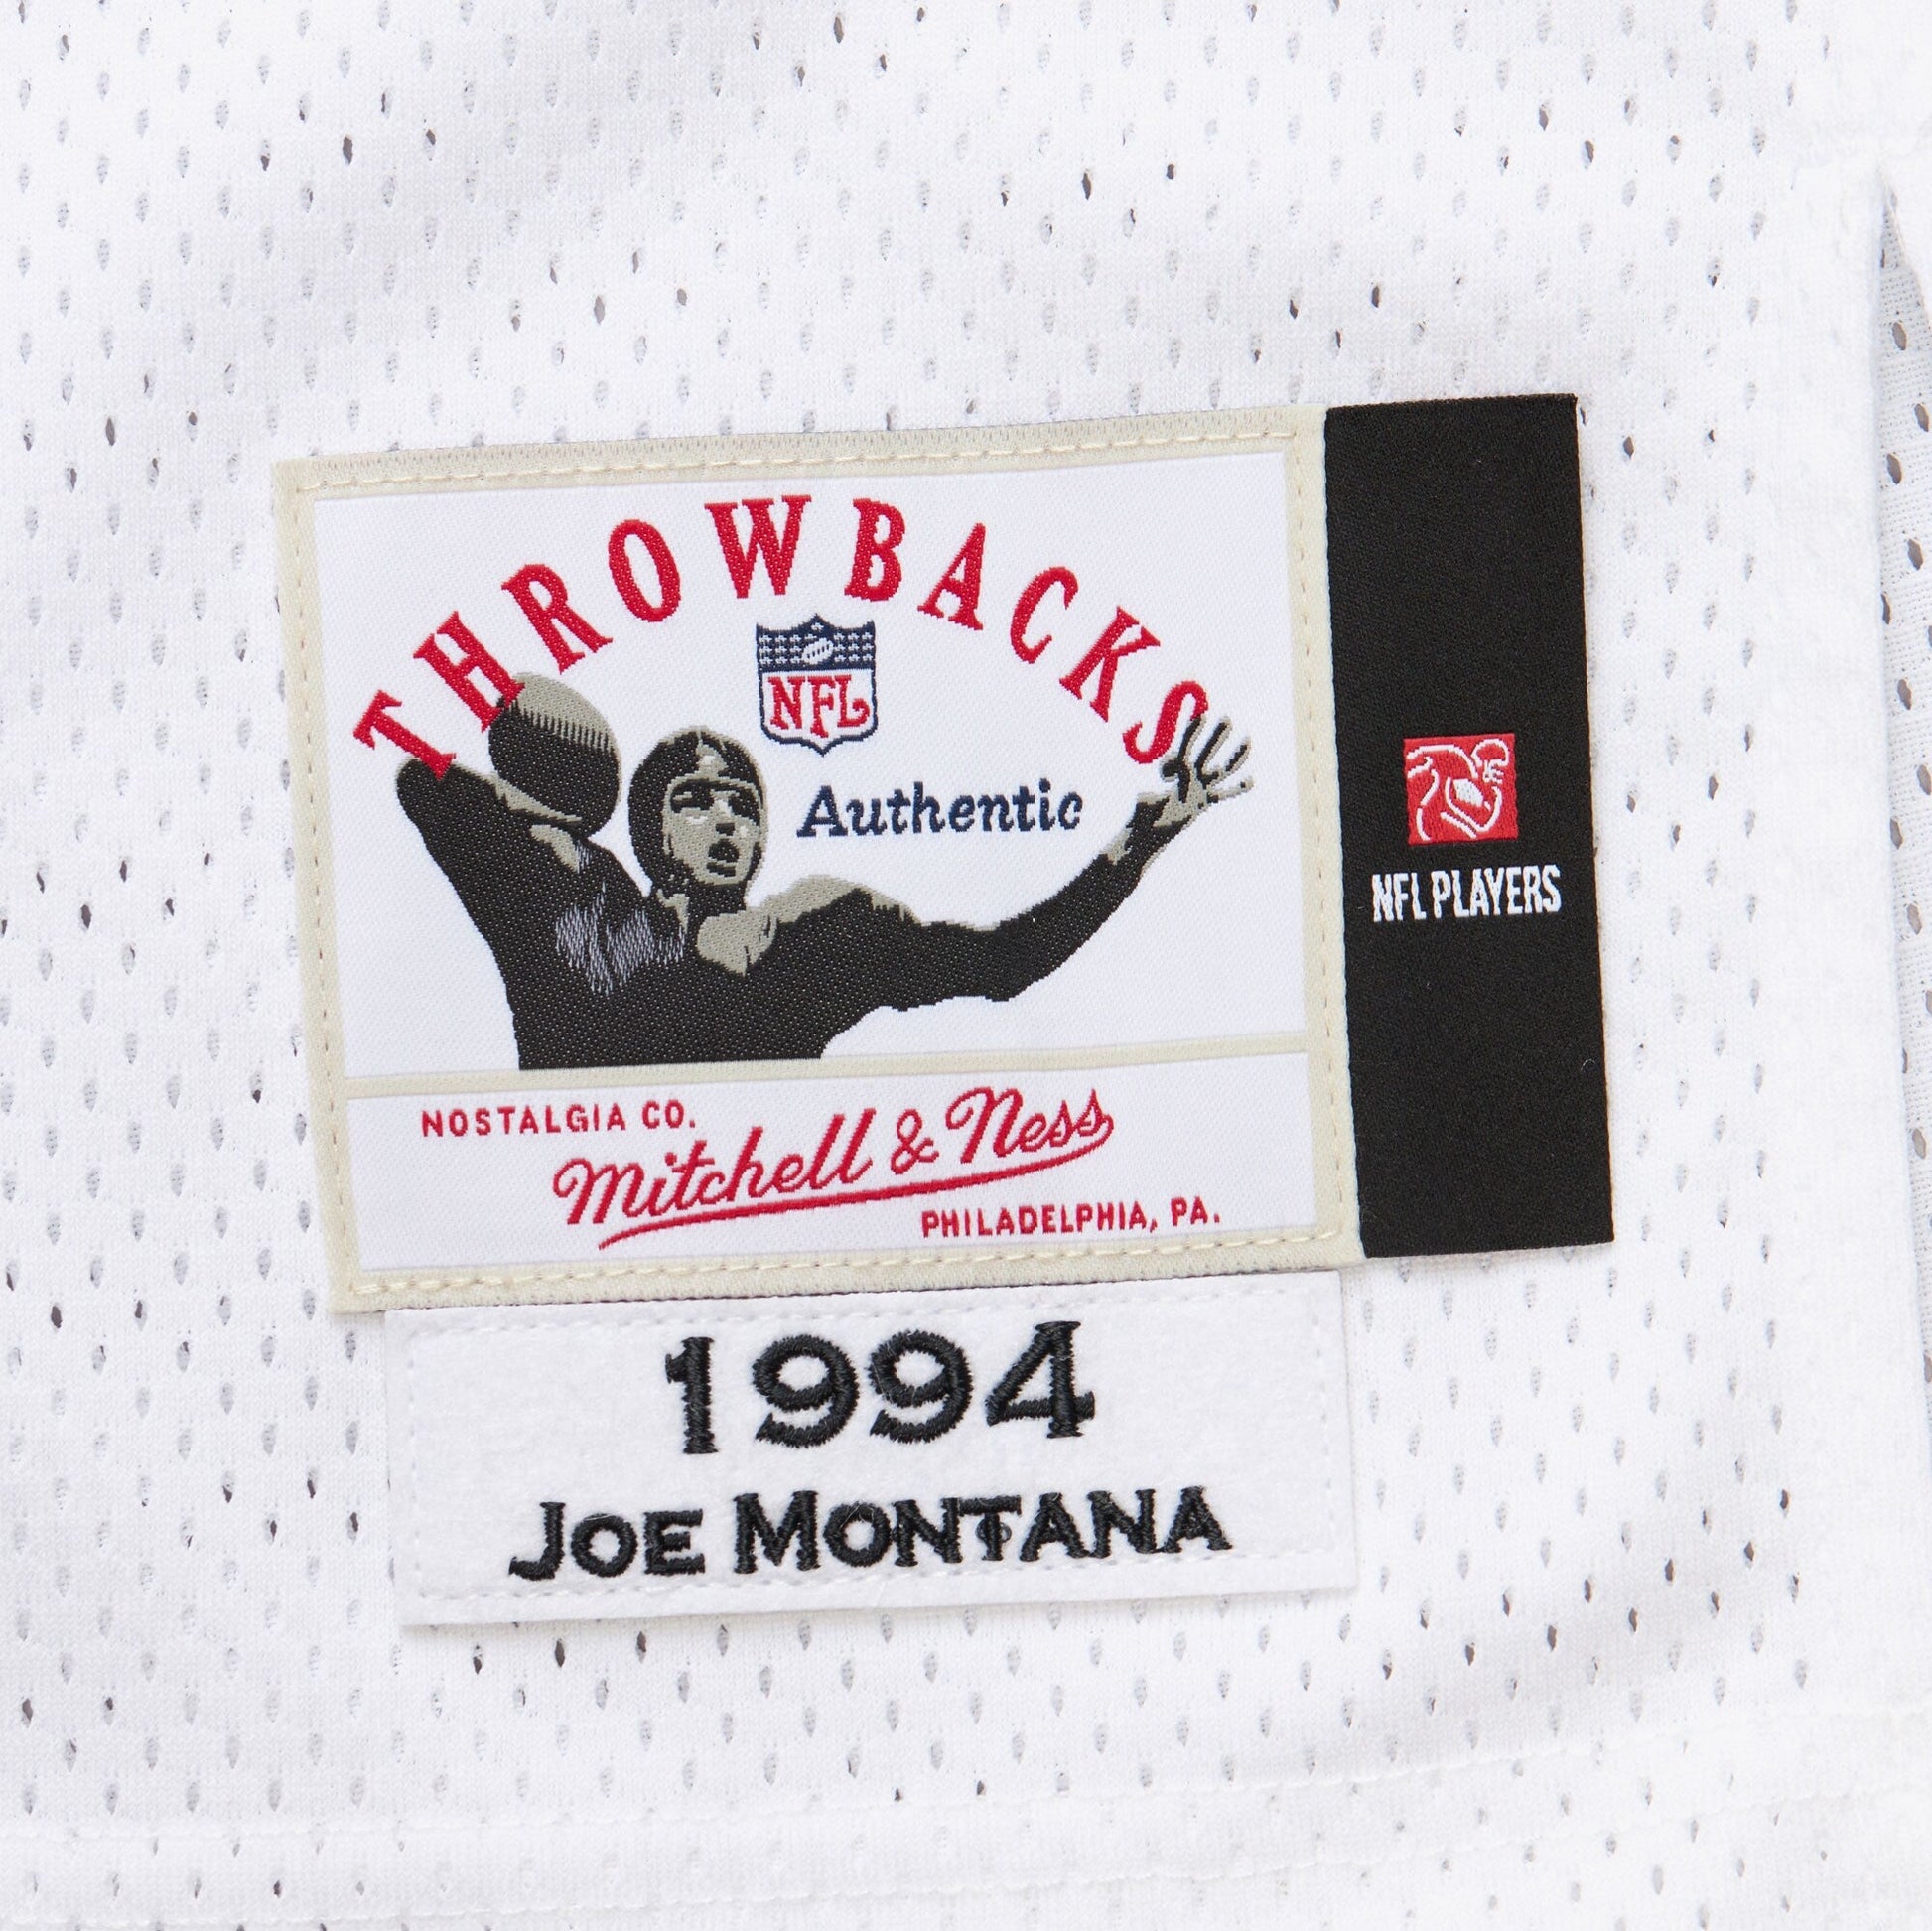 THROWBACKS
NFL
Authentic
NFL PLAYERS
NOSTALGIA CO.
Mitchell & Ness
PHILADELPHIA, PA.
1994
JOE MONTANA